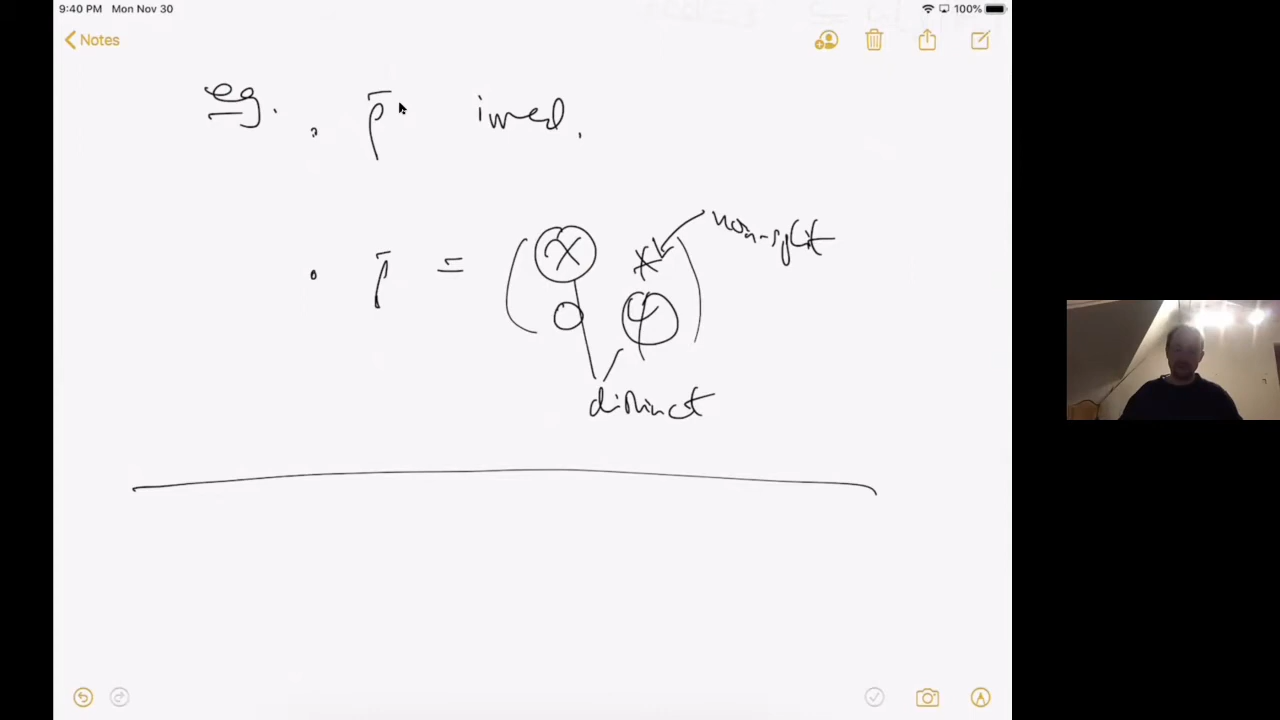 9:40 PM Mon Nov 30 100%
Notes
eg. · ρ̄ irred.
· ρ̄ = ( χ * non-split
0 ψ )
distinct